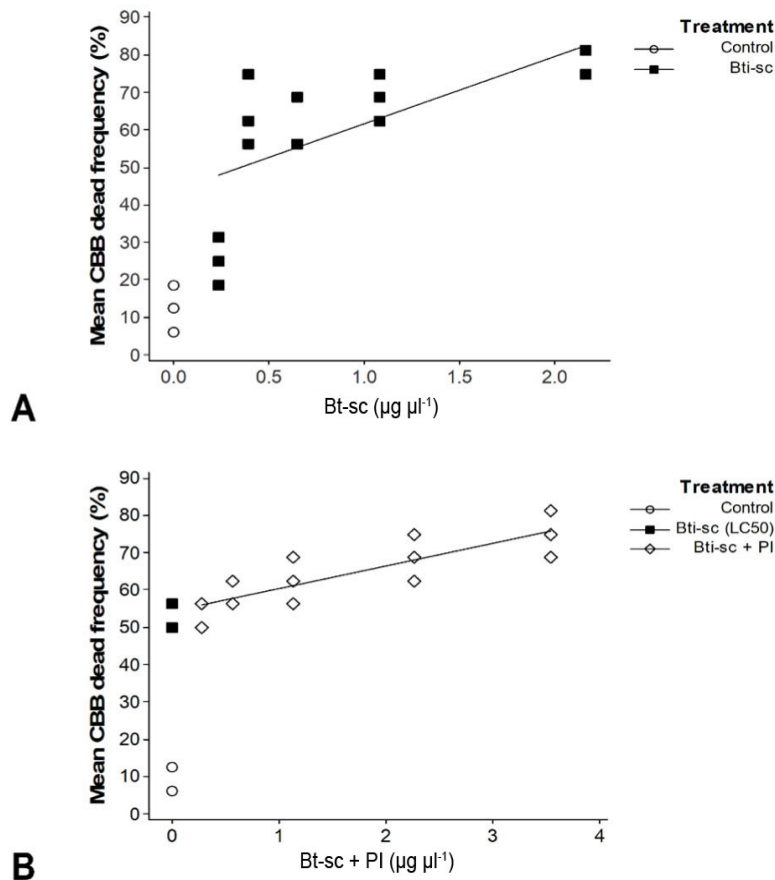 Treatment
Control
Bti-sc
Mean CBB dead frequency (%)
90
80
70
60
50
40
30
20
10
0
0.0 0.5 1.0 1.5 2.0
Bt-sc (µg µl⁻¹)
A
Treatment
Control
Bti-sc (LC50)
Bti-sc + PI
Mean CBB dead frequency (%)
90
80
70
60
50
40
30
20
10
0
0 1 2 3 4
Bt-sc + PI (µg µl⁻¹)
B